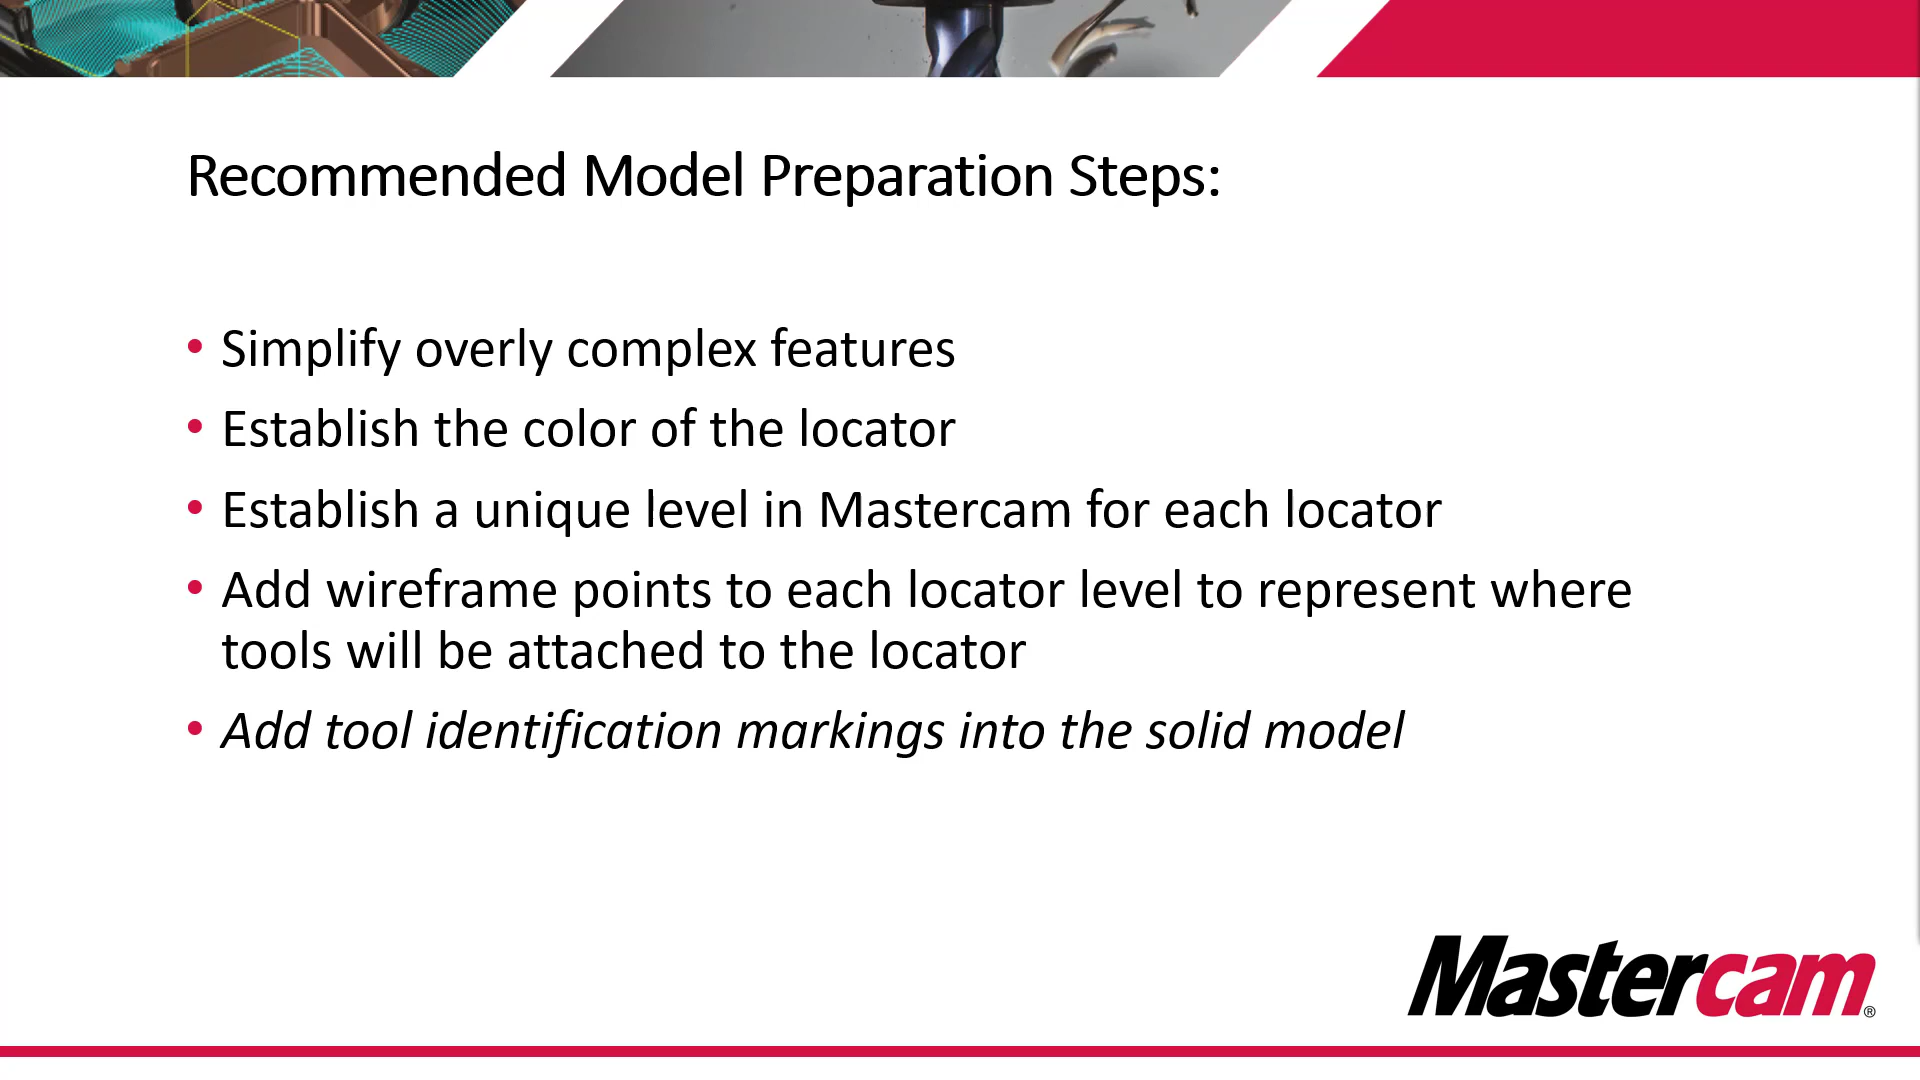 Recommended Model Preparation Steps:
• Simplify overly complex features
• Establish the color of the locator
• Establish a unique level in Mastercam for each locator
• Add wireframe points to each locator level to represent where
tools will be attached to the locator
• Add tool identification markings into the solid model
Mastercam®